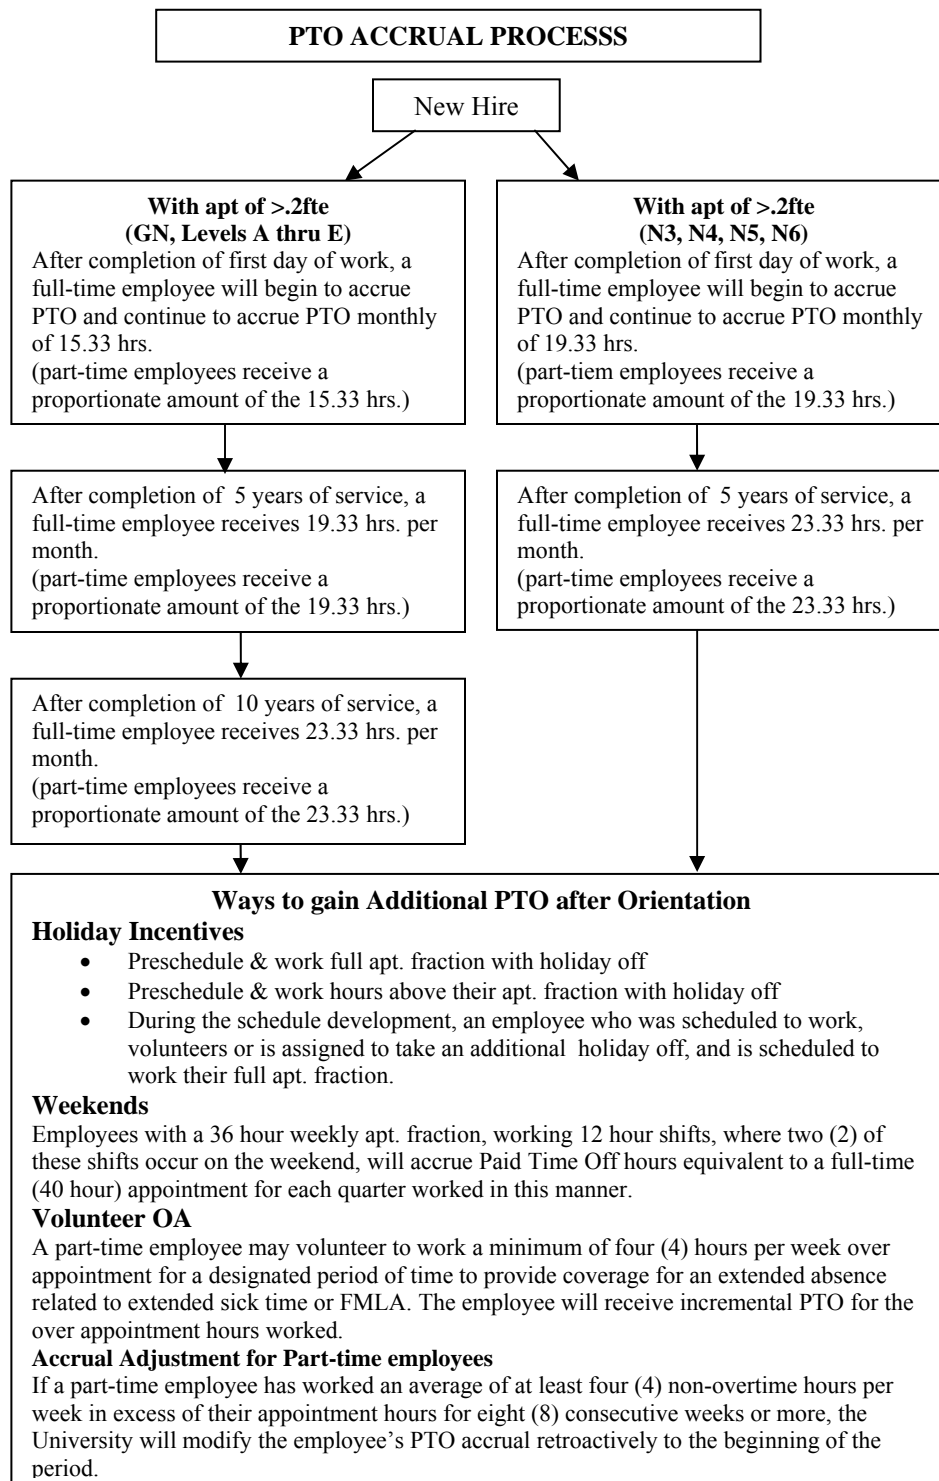 PTO ACCRUAL PROCESSS
New Hire
With apt of >.2fte
(GN, Levels A thru E)
After completion of first day of work, a
full-time employee will begin to accrue
PTO and continue to accrue PTO monthly
of 15.33 hrs.
(part-time employees receive a
proportionate amount of the 15.33 hrs.)
With apt of >.2fte
(N3, N4, N5, N6)
After completion of first day of work, a
full-time employee will begin to accrue
PTO and continue to accrue PTO monthly
of 19.33 hrs.
(part-tiem employees receive a
proportionate amount of the 19.33 hrs.)
After completion of 5 years of service, a
full-time employee receives 19.33 hrs. per
month.
(part-time employees receive a
proportionate amount of the 19.33 hrs.)
After completion of 5 years of service, a
full-time employee receives 23.33 hrs. per
month.
(part-time employees receive a
proportionate amount of the 23.33 hrs.)
After completion of 10 years of service, a
full-time employee receives 23.33 hrs. per
month.
(part-time employees receive a
proportionate amount of the 23.33 hrs.)
Ways to gain Additional PTO after Orientation
Holiday Incentives
• Preschedule & work full apt. fraction with holiday off
• Preschedule & work hours above their apt. fraction with holiday off
• During the schedule development, an employee who was scheduled to work,
volunteers or is assigned to take an additional holiday off, and is scheduled to
work their full apt. fraction.
Weekends
Employees with a 36 hour weekly apt. fraction, working 12 hour shifts, where two (2) of
these shifts occur on the weekend, will accrue Paid Time Off hours equivalent to a full-time
(40 hour) appointment for each quarter worked in this manner.
Volunteer OA
A part-time employee may volunteer to work a minimum of four (4) hours per week over
appointment for a designated period of time to provide coverage for an extended absence
related to extended sick time or FMLA. The employee will receive incremental PTO for the
over appointment hours worked.
Accrual Adjustment for Part-time employees
If a part-time employee has worked an average of at least four (4) non-overtime hours per
week in excess of their appointment hours for eight (8) consecutive weeks or more, the
University will modify the employee's PTO accrual retroactively to the beginning of the
period.